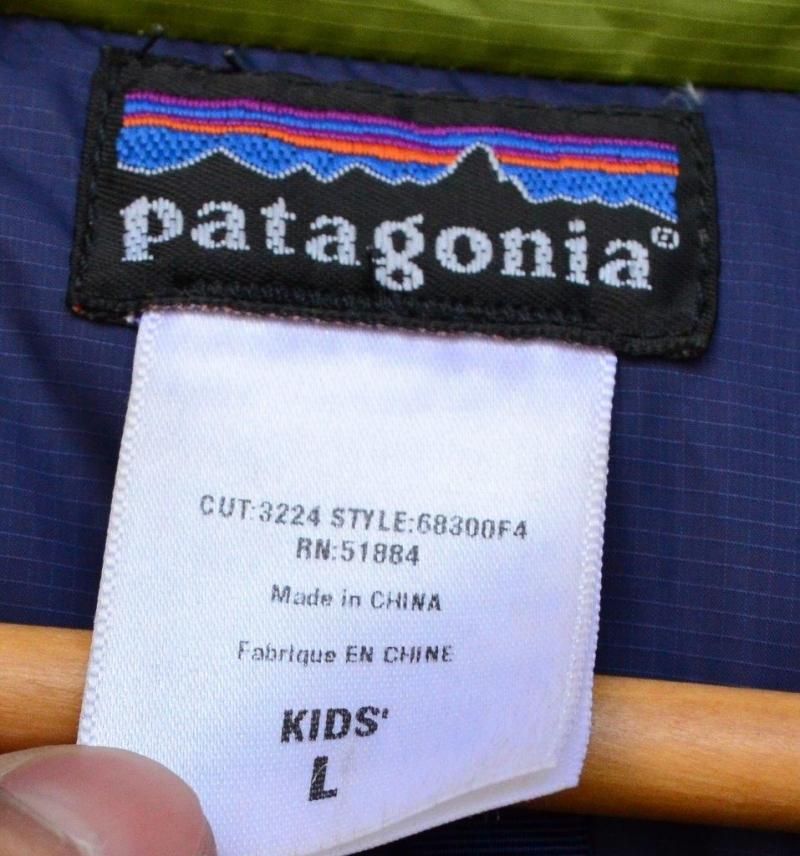 patagonia®
CUT:3224 STYLE:68300F4
RN:51884
Made in CHINA
Fabrique EN CHINE
KIDS'
L